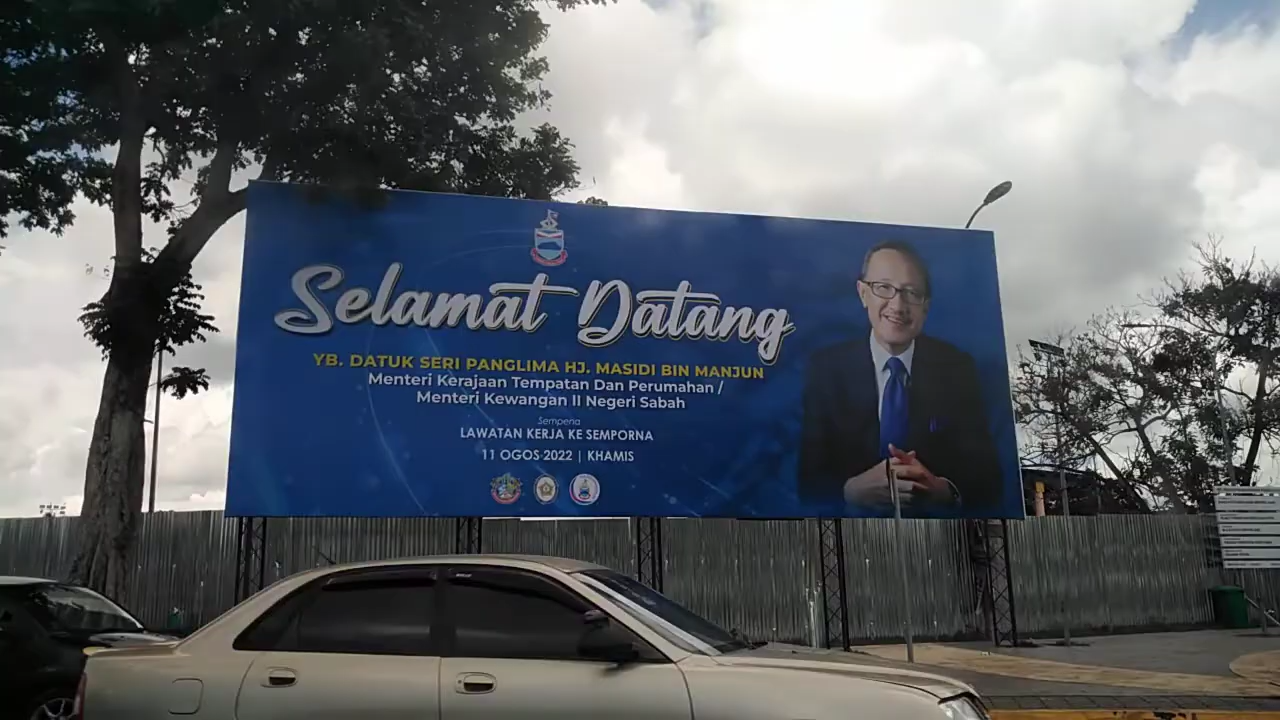 Selamat Datang
YB. DATUK SERI PANGLIMA HJ. MASIDI BIN MANJUN
Menteri Kerajaan Tempatan Dan Perumahan /
Menteri Kewangan II Negeri Sabah
Sempena
LAWATAN KERJA KE SEMPORNA
11 OGOS 2022 | KHAMIS